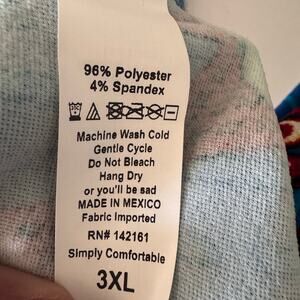 96% Polyester
4% Spandex
Machine Wash Cold
Gentle Cycle
Do Not Bleach
Hang Dry
or you'll be sad
MADE IN MEXICO
Fabric Imported
RN# 142161
Simply Comfortable
3XL